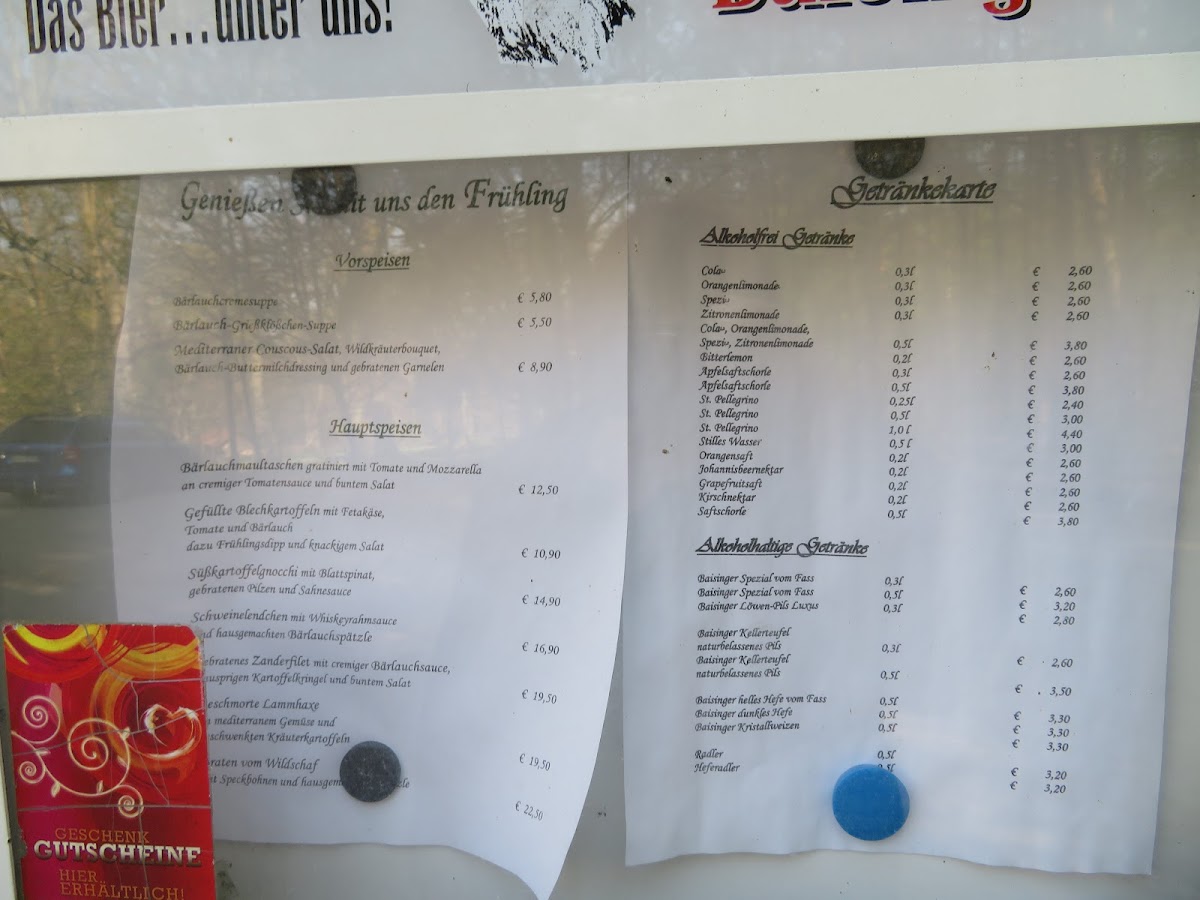 Das Bier...unter uns!
Genießen uns den Frühling
Vorspeisen
Bärlauchcremesuppe € 5,80
Bärlauch-Grießklößchen-Suppe € 5,50
Mediterraner Couscous-Salat, Wildkräuterbouquet,
Bärlauch-Buttermilchdressing und gebratenen Garnelen € 8,90
Hauptspeisen
Bärlauchmaultaschen gratiniert mit Tomate und Mozzarella
an cremiger Tomatensauce und buntem Salat € 12,50
Gefüllte Blechkartoffeln mit Fetakäse,
Tomate und Bärlauch
dazu Frühlingsdipp und knackigem Salat € 10,90
Süßkartoffelgnocchi mit Blattspinat,
gebratenen Pilzen und Sahnesauce € 14,90
Schweinelendchen mit Whiskeyrahmsauce
hausgemachten Bärlauchspätzle € 16,90
ebratenes Zanderfilet mit cremiger Bärlauchsauce,
usprigen Kartoffelkringel und buntem Salat € 19,50
eschmorte Lammhaxe
mediterranem Gemüse und
schwenkten Kräuterkartoffeln € 19,50
raten vom Wildschaf
Speckbohnen und hausgem € 22,50
GESCHENK
GUTSCHEINE
HIER
ERHÄLTLICH!
Getränkekarte
Alkoholfrei Getränke
Cola 0,3l € 2,60
Orangenlimonade 0,3l € 2,60
Spezi 0,3l € 2,60
Zitronenlimonade 0,3l € 2,60
Cola, Orangenlimonade,
Spezi, Zitronenlimonade 0,5l € 3,80
Bitterlemon 0,2l € 2,60
Apfelsaftschorle 0,3l € 2,60
Apfelsaftschorle 0,5l € 3,80
St. Pellegrino 0,25l € 2,40
St. Pellegrino 0,5l € 3,00
St. Pellegrino 1,0 l € 4,40
Stilles Wasser 0,5 l € 3,00
Orangensaft 0,2l € 2,60
Johannisbeernektar 0,2l € 2,60
Grapefruitsaft 0,2l € 2,60
Kirschnektar 0,2l € 2,60
Saftschorle 0,5l € 3,80
Alkoholhaltige Getränke
Baisinger Spezial vom Fass 0,3l € 2,60
Baisinger Spezial vom Fass 0,5l € 3,20
Baisinger Löwen-Pils Luxus 0,3l € 2,80
Baisinger Kellerteufel
naturbelassenes Pils 0,3l € 2,60
Baisinger Kellerteufel
naturbelassenes Pils 0,5l € 3,50
Baisinger helles Hefe vom Fass 0,5l € 3,30
Baisinger dunkles Hefe 0,5l € 3,30
Baisinger Kristallweizen 0,5l € 3,30
Radler 0,5l € 3,20
Heferadler 0,5l € 3,20